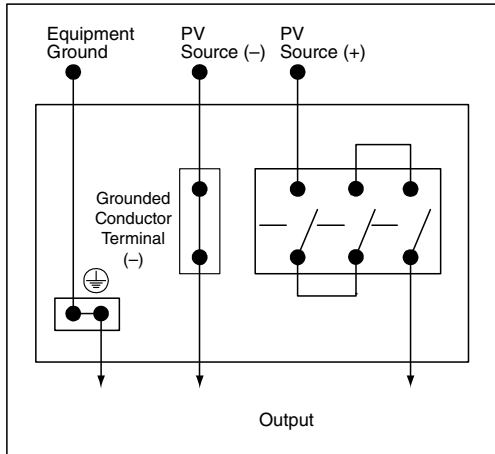 Equipment
Ground
PV
Source (–)
PV
Source (+)
Grounded
Conductor
Terminal
(–)
Output